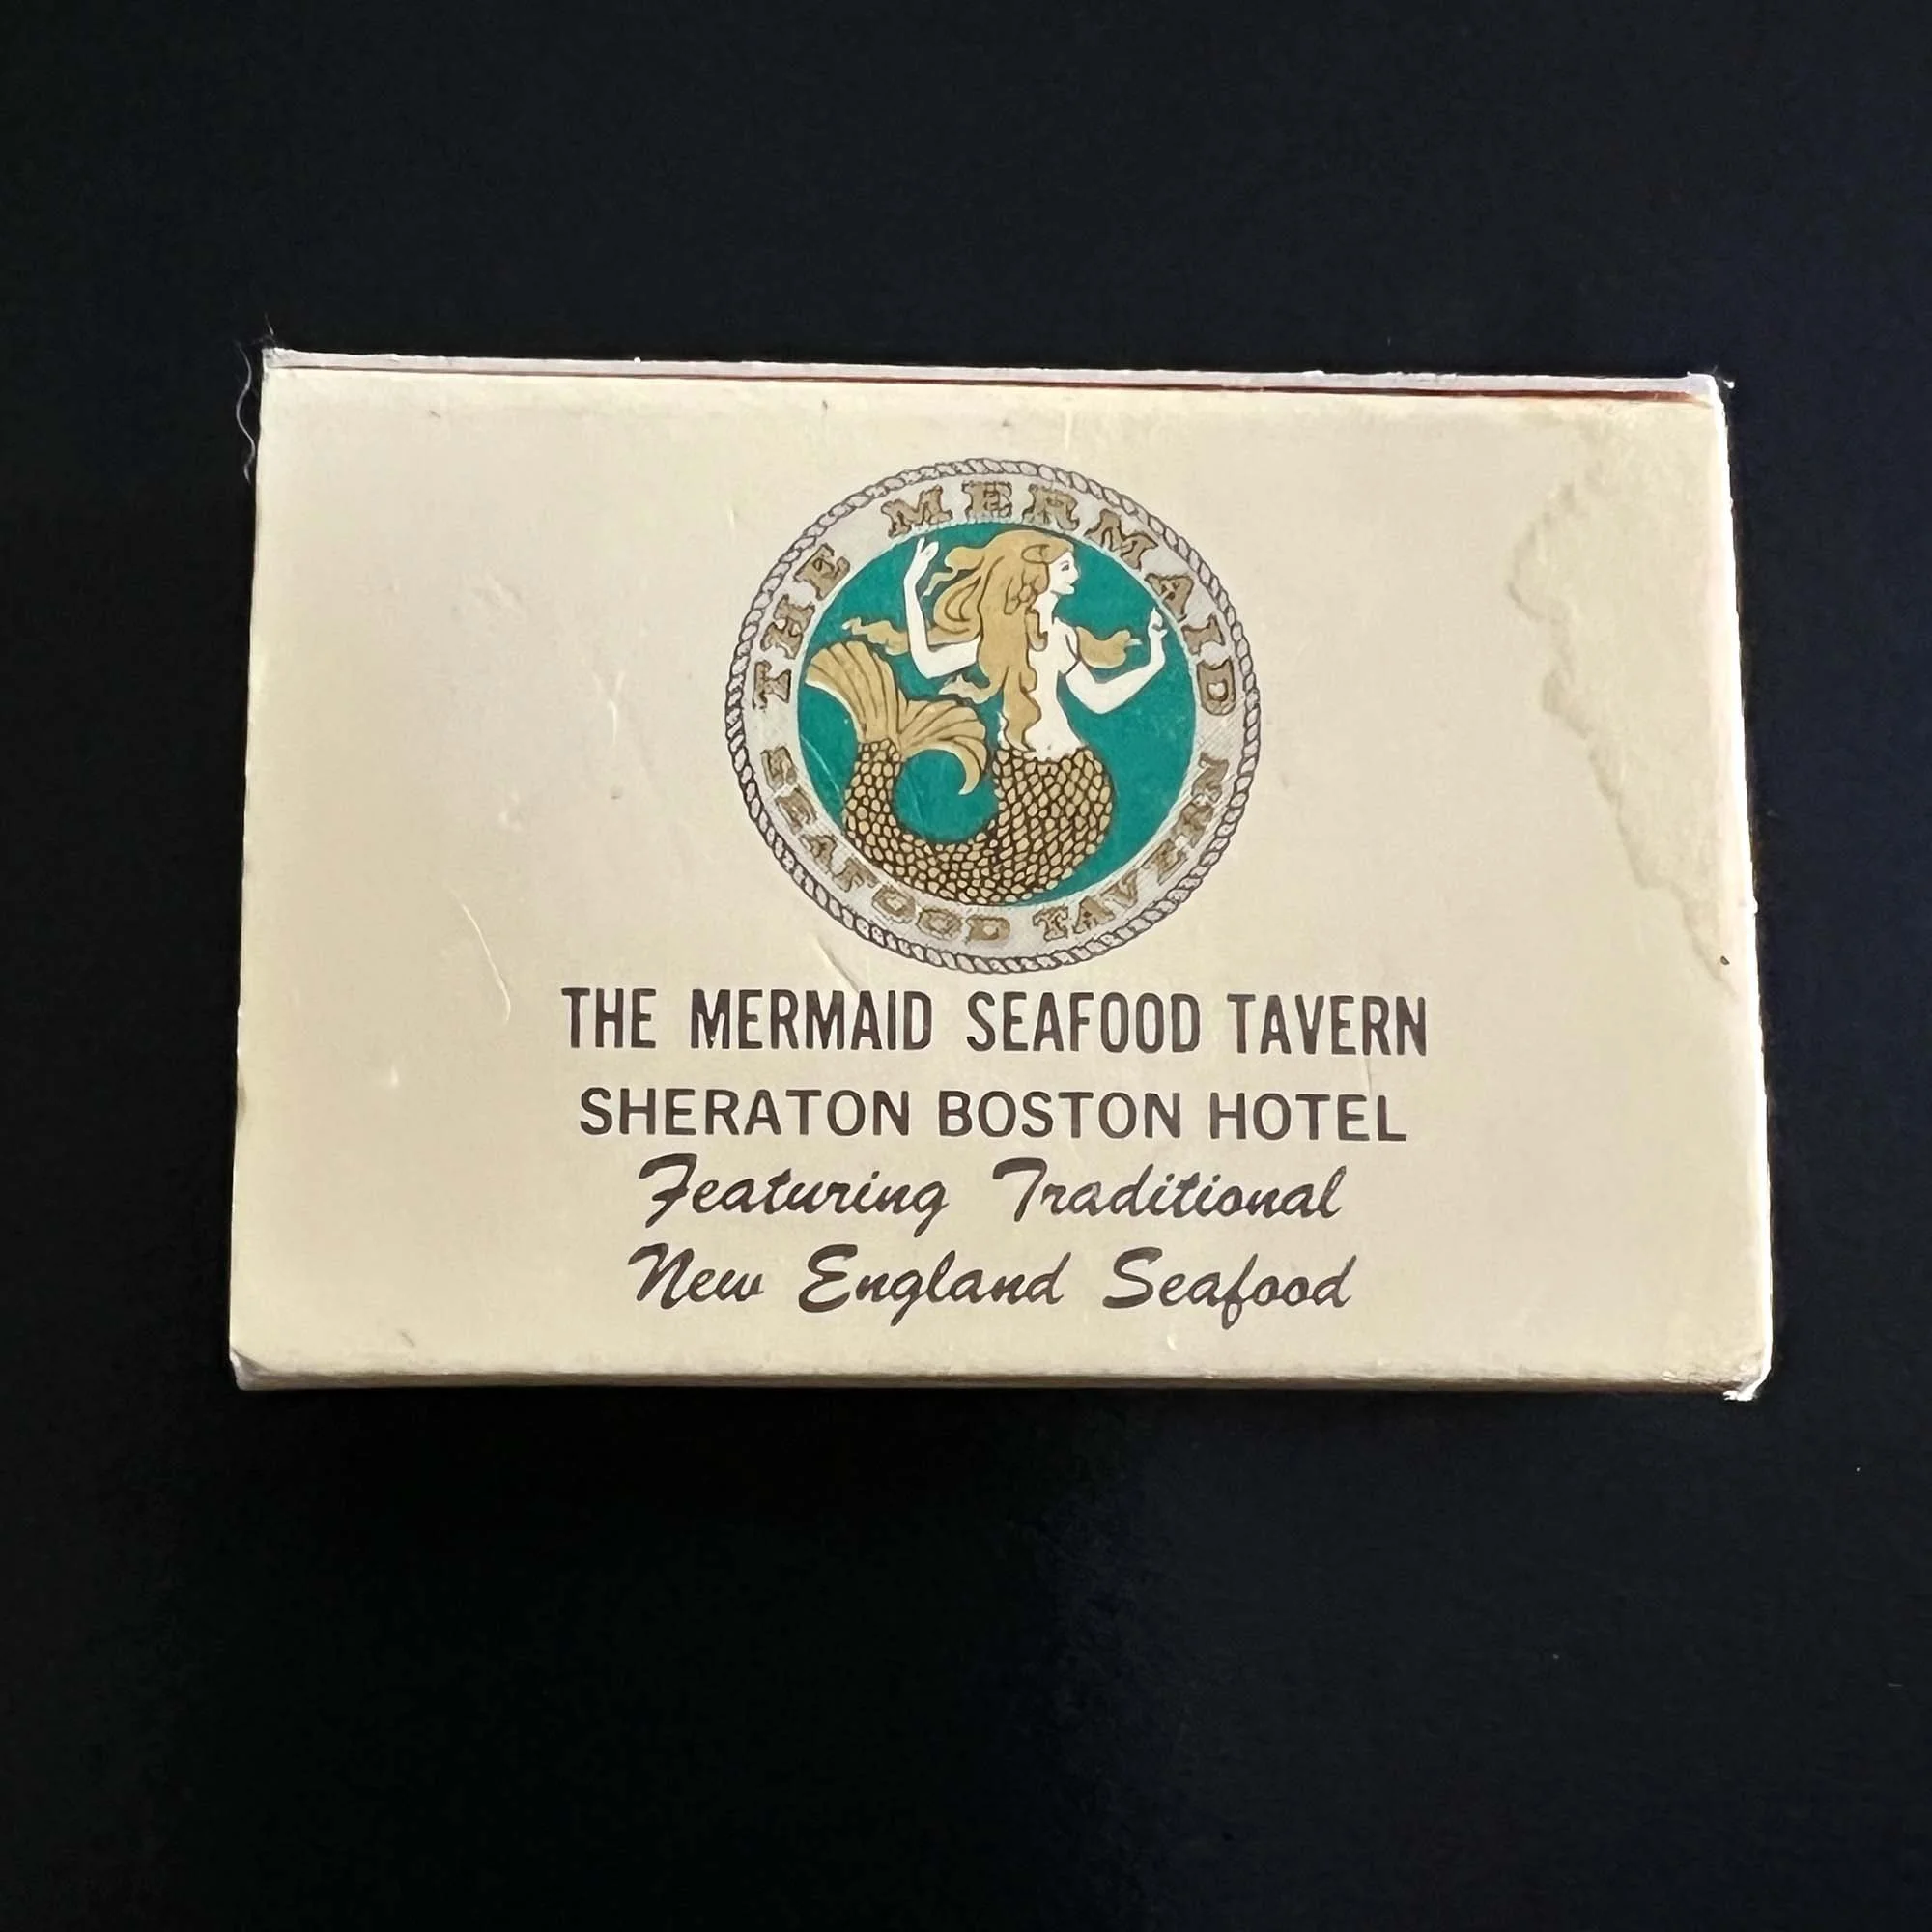 THE MERMAID
SEAFOOD TAVERN
THE MERMAID SEAFOOD TAVERN
SHERATON BOSTON HOTEL
Featuring Traditional
New England Seafood